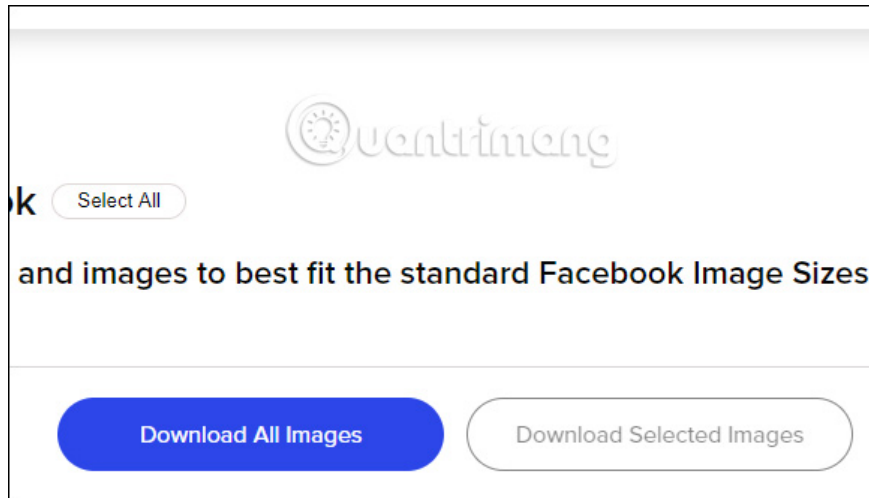 Quantrimang
ok Select All
and images to best fit the standard Facebook Image Sizes
Download All Images Download Selected Images